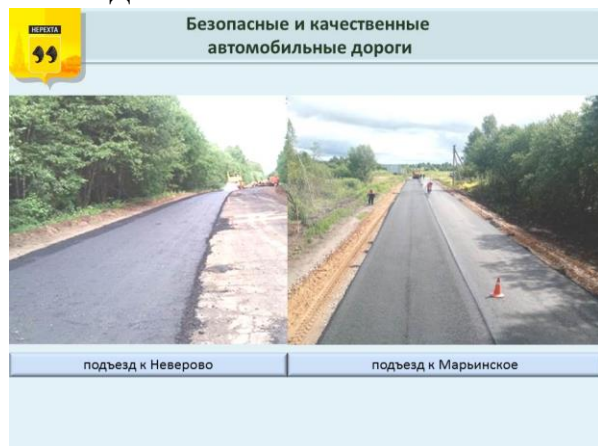 НЕРЕХТА
Безопасные и качественные
автомобильные дороги
подъезд к Неверово
подъезд к Марьинское